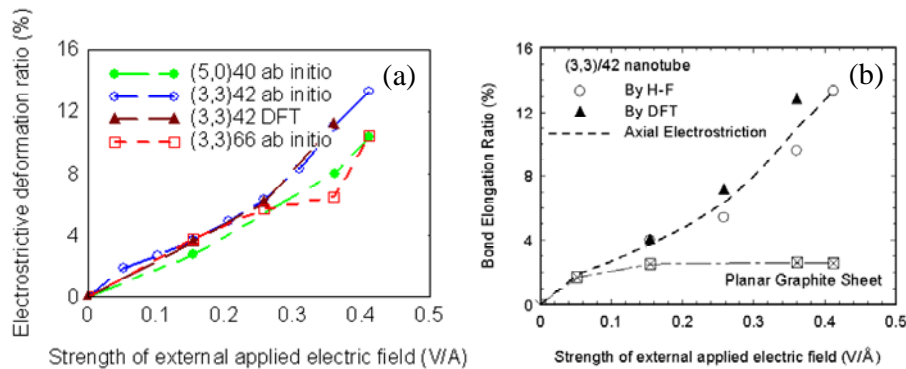 Electrostrictive deformation ratio (%)
16
12
8
4
0
(a)
(5,0)40 ab initio
(3,3)42 ab initio
(3,3)42 DFT
(3,3)66 ab initio
0 0.1 0.2 0.3 0.4 0.5
Strength of external applied electric field (V/A)
Bond Elongation Ratio (%)
16
12
8
4
0
(b)
(3,3)/42 nanotube
By H-F
By DFT
Axial Electrostriction
Planar Graphite Sheet
0 0.1 0.2 0.3 0.4 0.5
Strength of external applied electric field (V/Å)